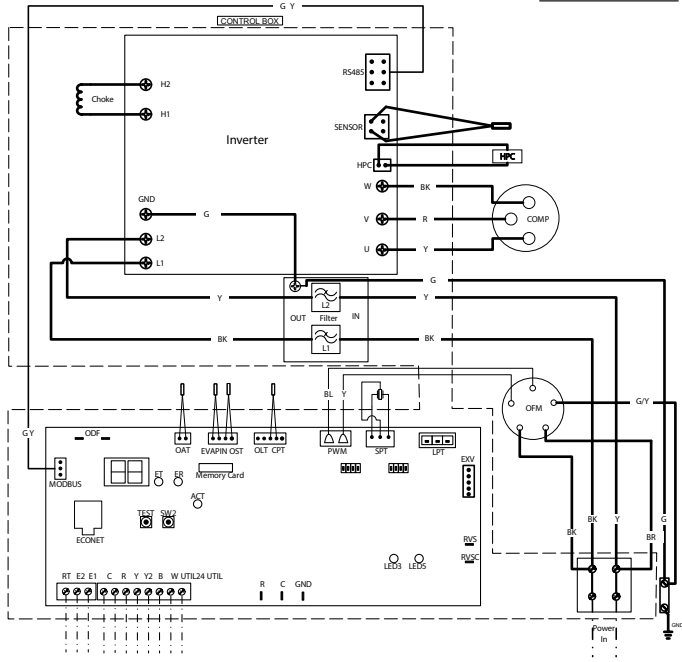 G Y
CONTROL BOX
RS485
H2
Choke
H1
SENSOR
Inverter
HPC
HPC
W
BK
GND
G
V
R
COMP
L2
U
Y
L1
G
Y
L2
Y
OUT
Filter
IN
BK
L1
BK
BL
Y
OFM
G/Y
G Y
ODF
OAT
EVAPIN OST
OLT CPT
PWM
SPT
LPT
EXV
MODBUS
ET
ER
Memory Card
ACT
TEST
SW2
ECONET
BK
BK
Y
BR
G
RVS
RVSC
LED3
LED5
RT
E2
E1
C
R
Y
Y2
B
W
UTIL24
UTIL
R
C
GND
GND
Power
In